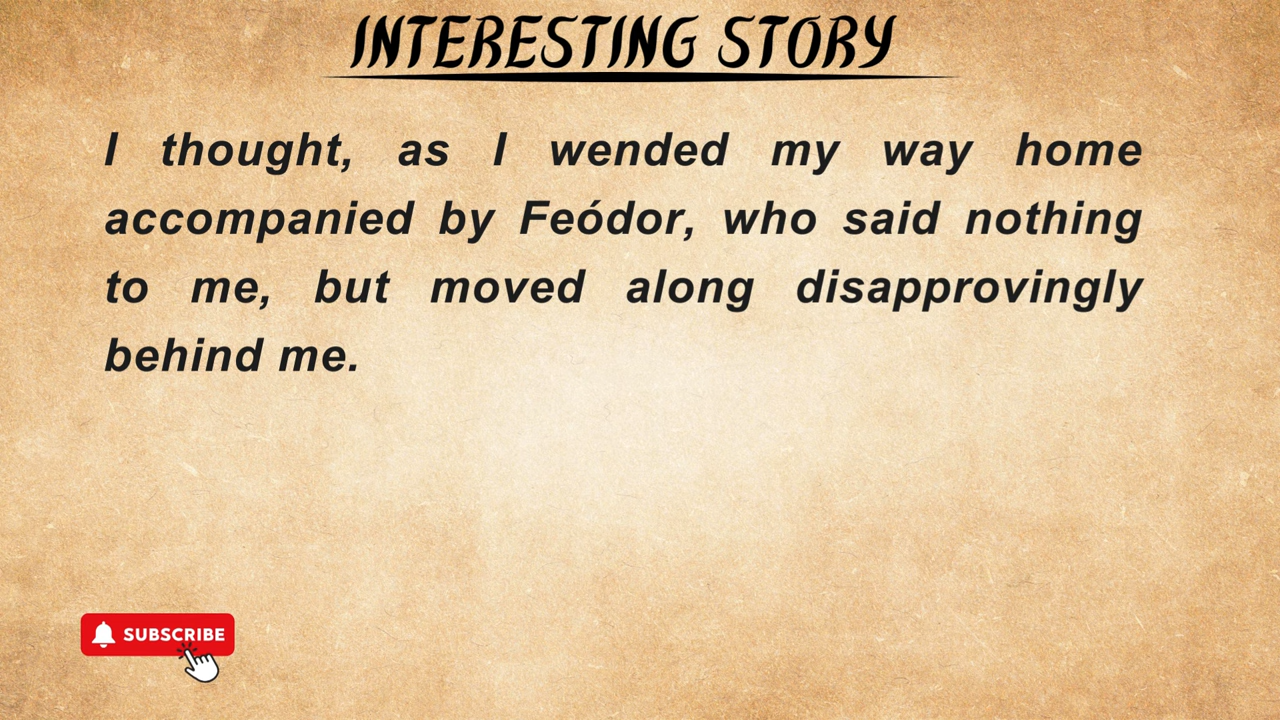 INTERESTING STORY
I thought, as I wended my way home
accompanied by Feódor, who said nothing
to me, but moved along disapprovingly
behind me.
SUBSCRIBE